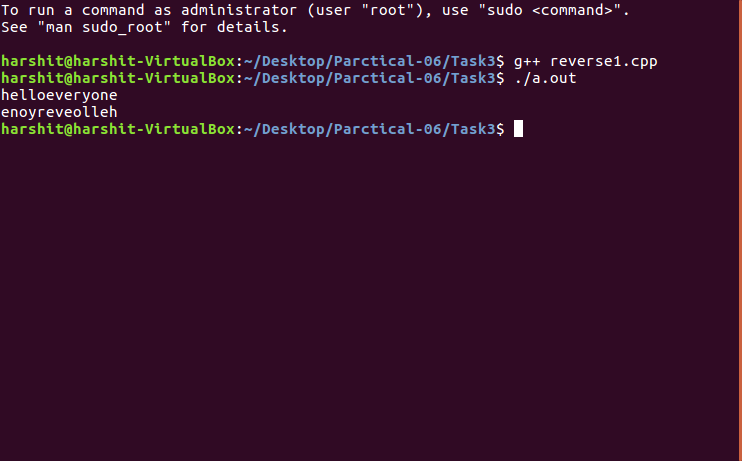 To run a command as administrator (user "root"), use "sudo <command>".
See "man sudo_root" for details.
harshit@harshit-VirtualBox:~/Desktop/Parctical-06/Task3$ g++ reverse1.cpp
harshit@harshit-VirtualBox:~/Desktop/Parctical-06/Task3$ ./a.out
helloeveryone
enoyreveolleh
harshit@harshit-VirtualBox:~/Desktop/Parctical-06/Task3$